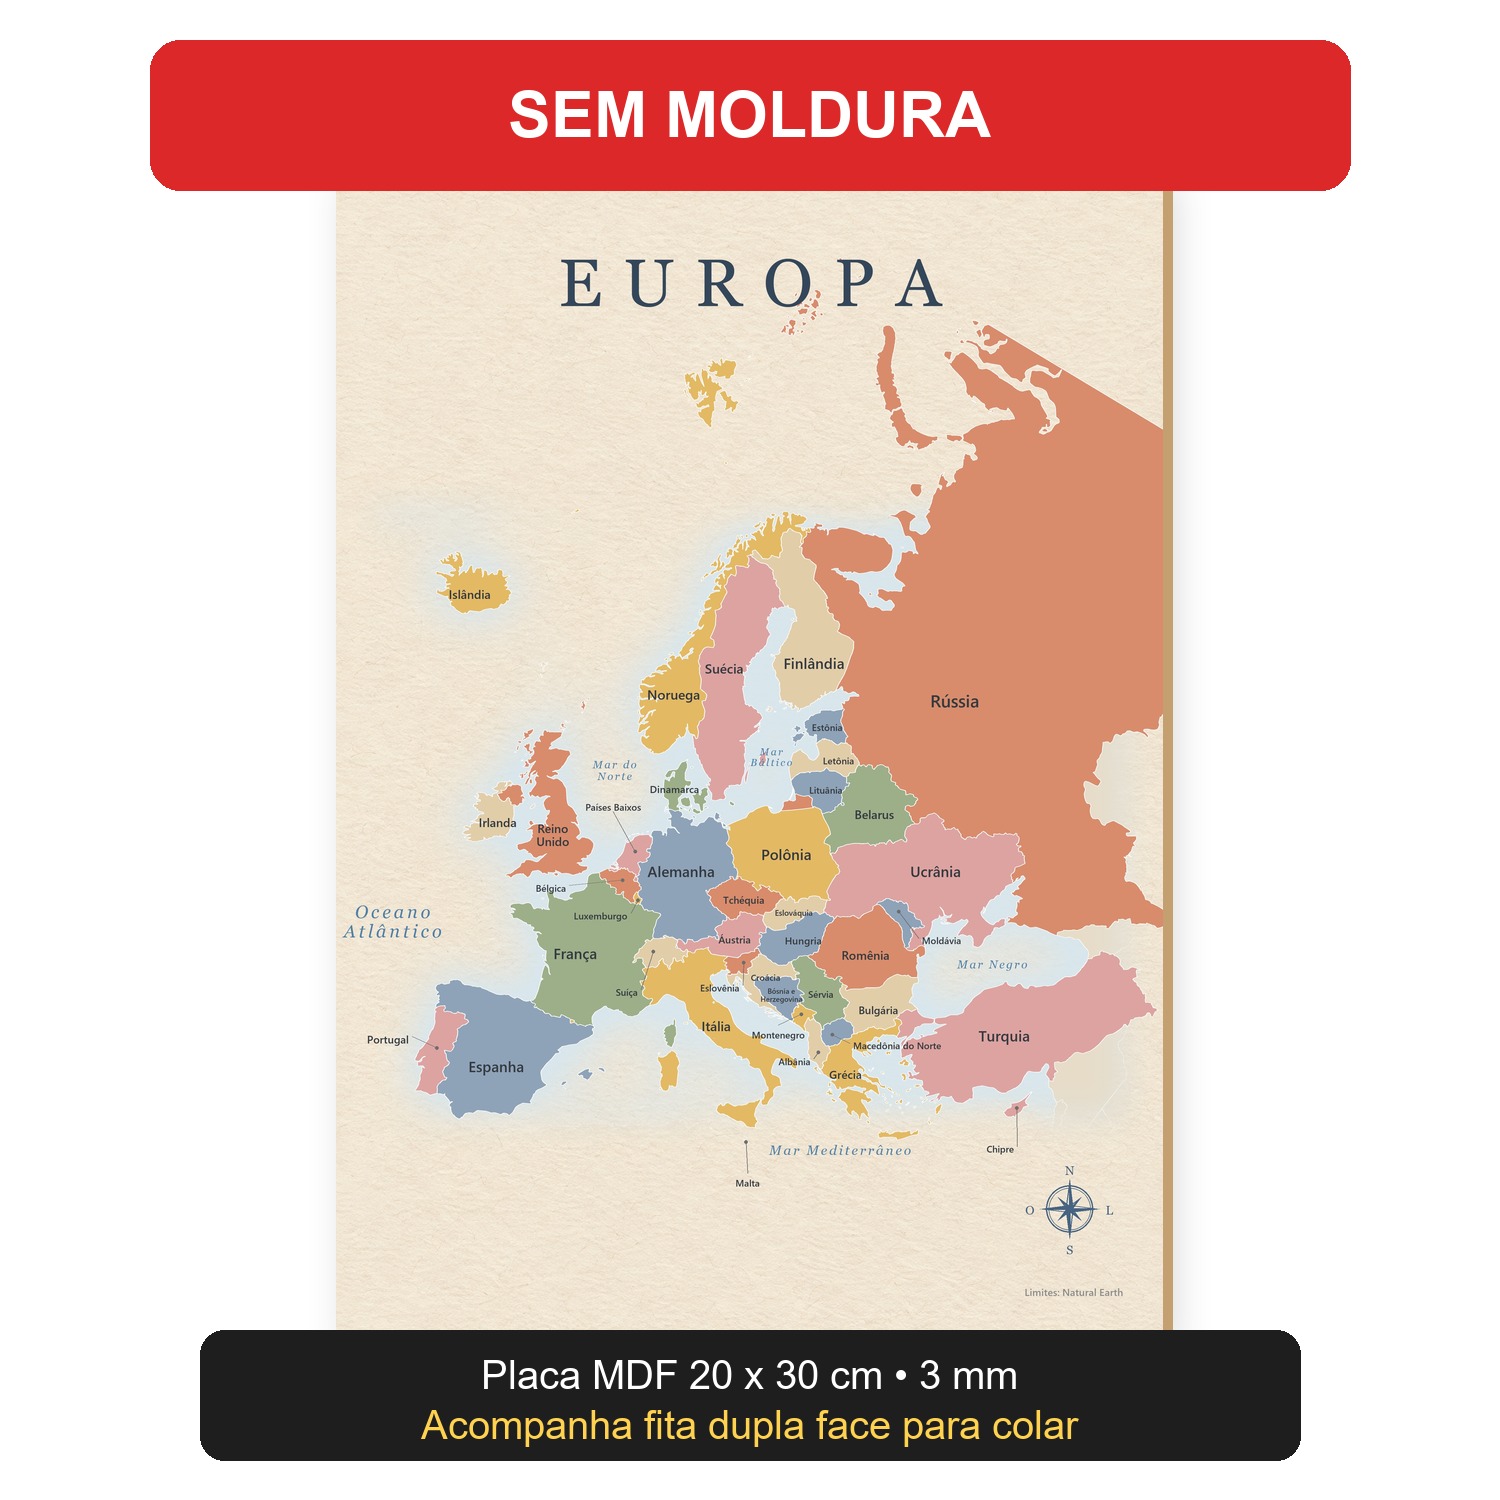 SEM MOLDURA
EUROPA
Islândia
Suécia
Finlândia
Noruega
Rússia
Estônia
Mar
Báltico
Letônia
Mar do
Norte
Dinamarca
Lituânia
Países Baixos
Belarus
Irlanda
Reino
Unido
Polônia
Alemanha
Ucrânia
Bélgica
Tchéquia
Luxemburgo
Eslováquia
Oceano
Atlântico
Áustria
Hungria
Moldávia
França
Romênia
Mar Negro
Croácia
Suíça
Eslovênia
Bósnia e
Herzegovina
Sérvia
Bulgária
Itália
Montenegro
Turquia
Portugal
Macedônia do Norte
Albânia
Espanha
Grécia
Chipre
Mar Mediterrâneo
Malta
N
O
L
S
Limites: Natural Earth
Placa MDF 20 x 30 cm • 3 mm
Acompanha fita dupla face para colar